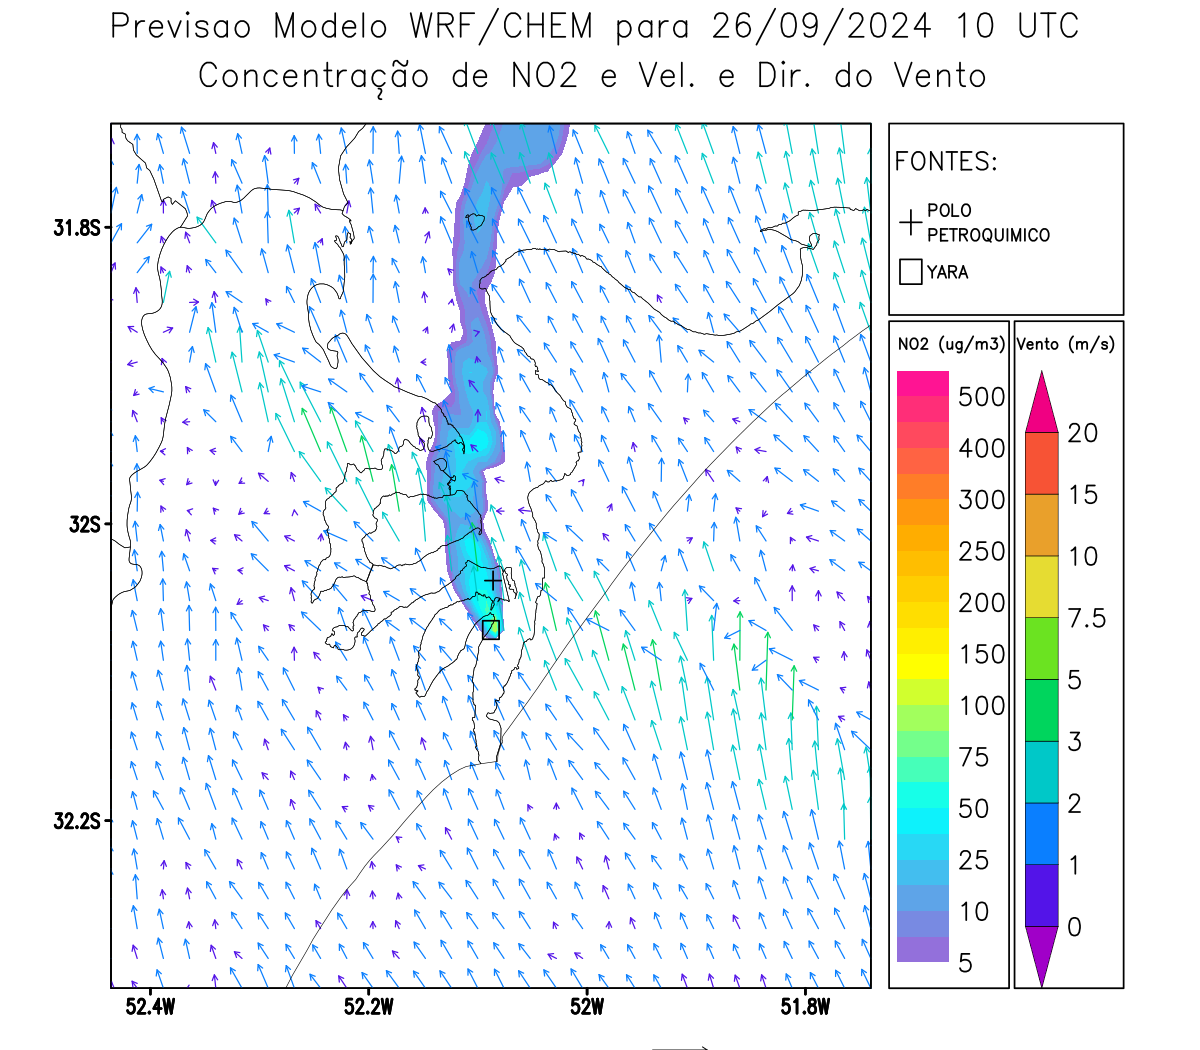 Previsao Modelo WRF/CHEM para 26/09/2024 10 UTC
Concentração de NO2 e Vel. e Dir. do Vento
FONTES:
POLO
PETROQUIMICO
YARA
NO2 (ug/m3)
500
400
300
250
200
150
100
75
50
25
10
5
Vento (m/s)
20
15
10
7.5
5
3
2
1
0
31.8S
32S
32.2S
52.4W
52.2W
52W
51.8W